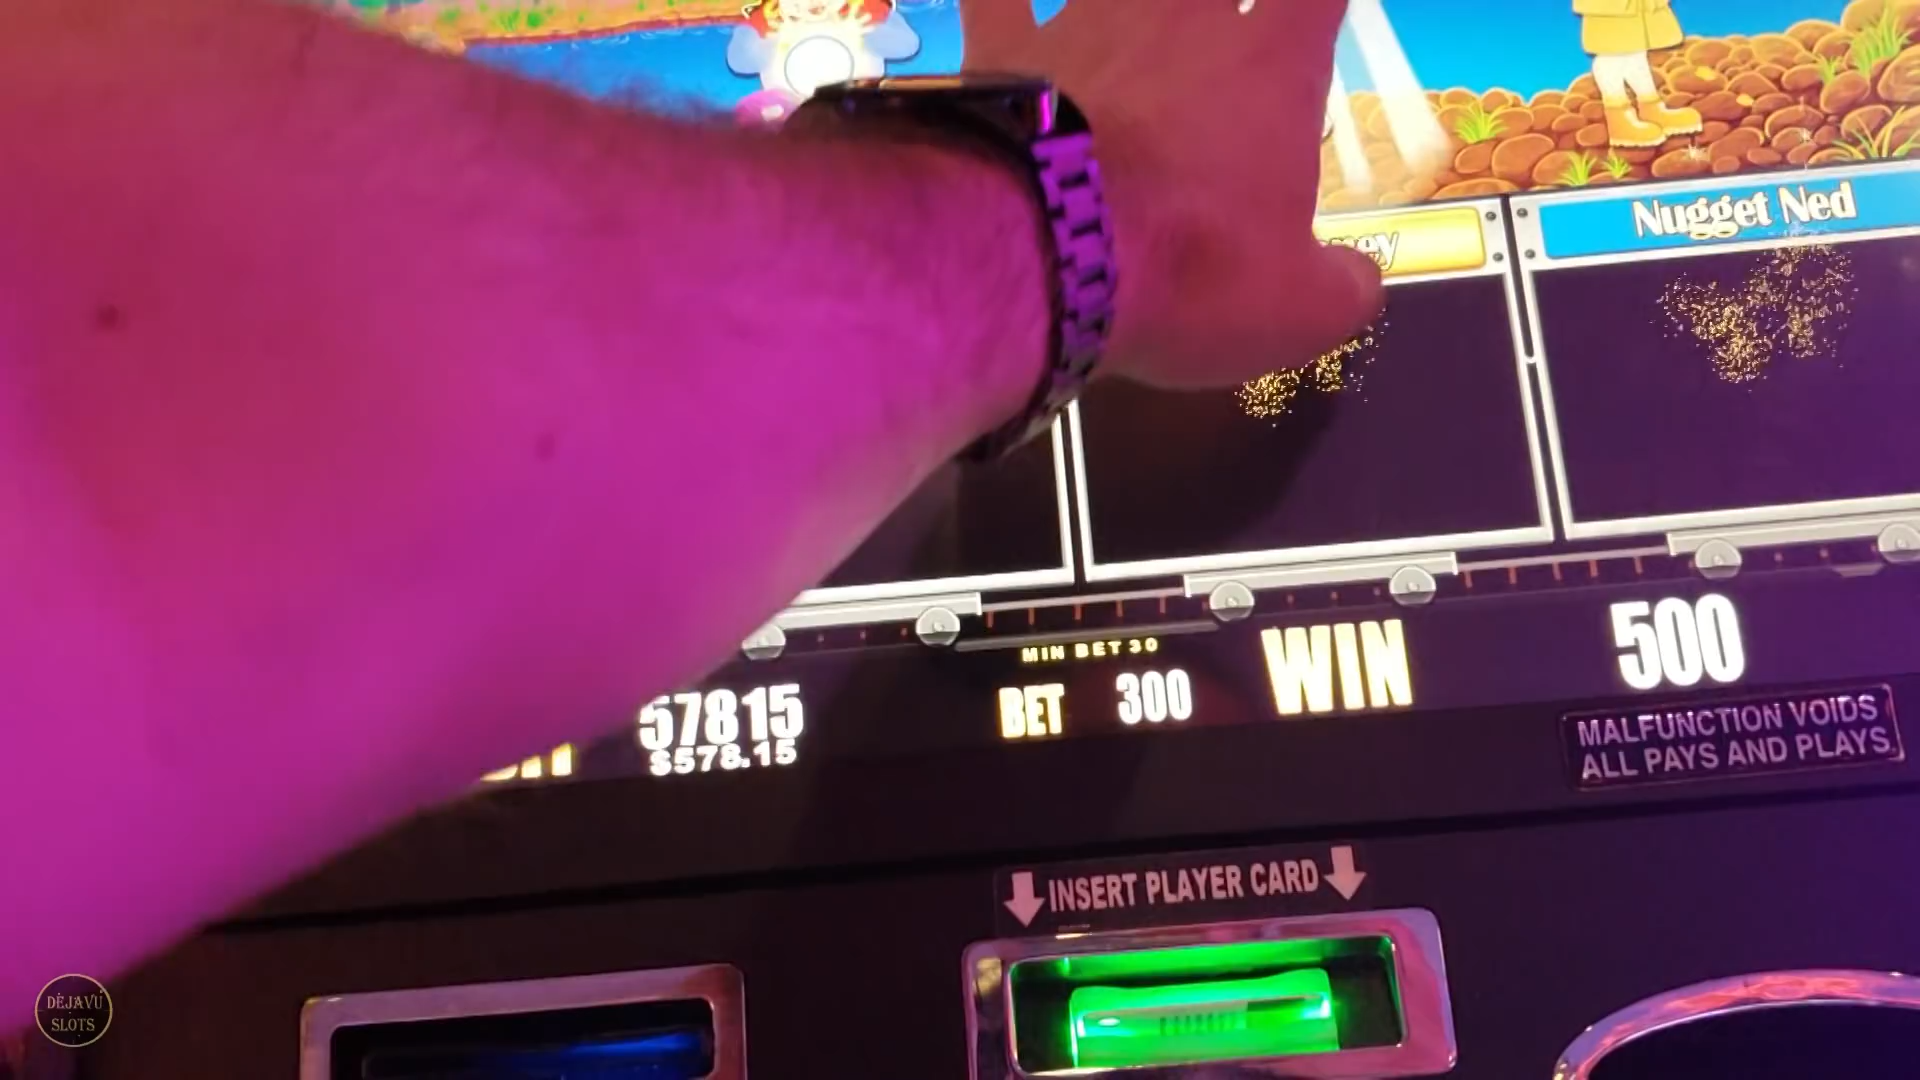 Nugget Ned
MIN BET 30
57815
$578.15
BET 300
WIN 500
MALFUNCTION VOIDS
ALL PAYS AND PLAYS
INSERT PLAYER CARD
DÉJAVÚ
SLOTS